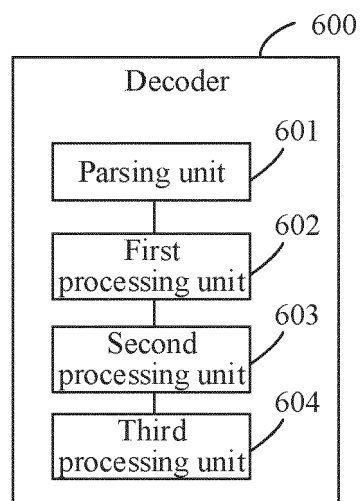 600
Decoder
601
Parsing unit
602
First
processing unit
603
Second
processing unit
604
Third
processing unit